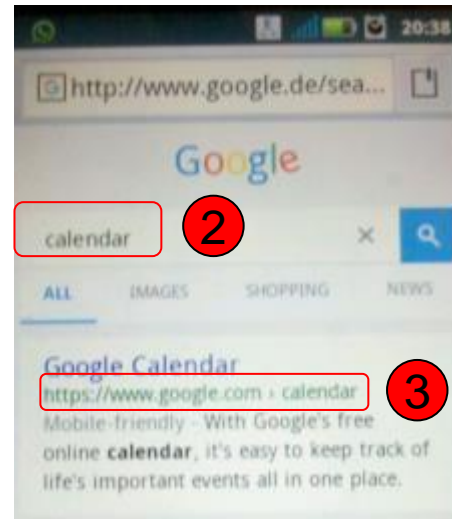 20:38
http://www.google.de/sea...
Google
calendar
2
ALL IMAGES SHOPPING NEWS
Google Calendar
https://www.google.com › calendar
3
Mobile-friendly - With Google's free
online calendar, it's easy to keep track of
life's important events all in one place.